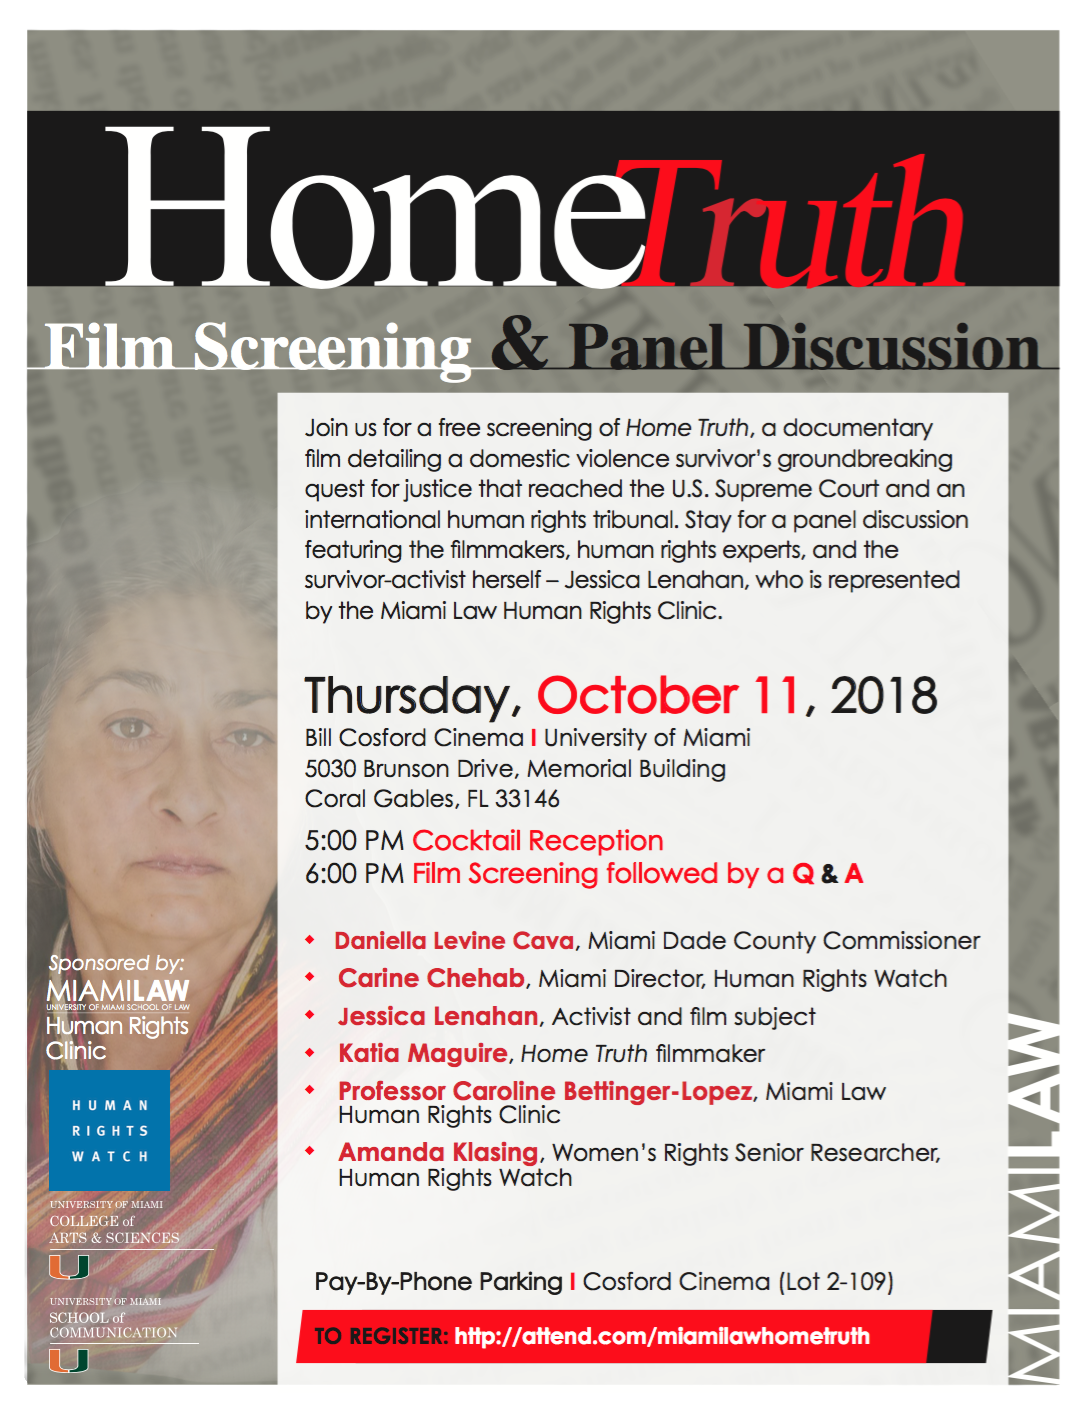 HomeTruth
Film Screening & Panel Discussion
Join us for a free screening of Home Truth, a documentary
film detailing a domestic violence survivor's groundbreaking
quest for justice that reached the U.S. Supreme Court and an
international human rights tribunal. Stay for a panel discussion
featuring the filmmakers, human rights experts, and the
survivor-activist herself – Jessica Lenahan, who is represented
by the Miami Law Human Rights Clinic.
Thursday, October 11, 2018
Bill Cosford Cinema I University of Miami
5030 Brunson Drive, Memorial Building
Coral Gables, FL 33146
5:00 PM Cocktail Reception
6:00 PM Film Screening followed by a Q & A
Daniella Levine Cava, Miami Dade County Commissioner
Carine Chehab, Miami Director, Human Rights Watch
Jessica Lenahan, Activist and film subject
Katia Maguire, Home Truth filmmaker
Professor Caroline Bettinger-Lopez, Miami Law
Human Rights Clinic
Amanda Klasing, Women's Rights Senior Researcher,
Human Rights Watch
Pay-By-Phone Parking I Cosford Cinema (Lot 2-109)
TO REGISTER: http://attend.com/miamilawhometruth
Sponsored by:
MIAMILAW
UNIVERSITY OF MIAMI SCHOOL OF LAW
Human Rights
Clinic
HUMAN
RIGHTS
WATCH
UNIVERSITY OF MIAMI
COLLEGE of
ARTS & SCIENCES
UNIVERSITY OF MIAMI
SCHOOL of
COMMUNICATION
MIAMILAW